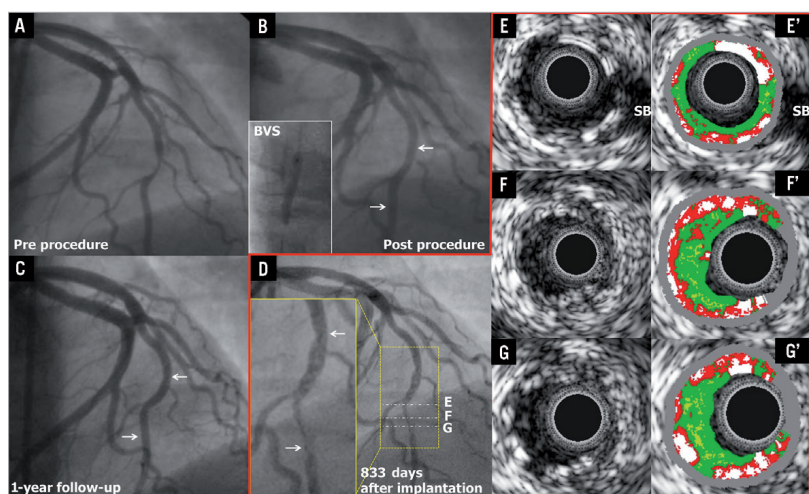 A
Pre procedure
B
BVS
Post procedure
C
1-year follow-up
D
E
F
G
833 days
after implantation
E
SB
E’
SB
F
F’
G
G’